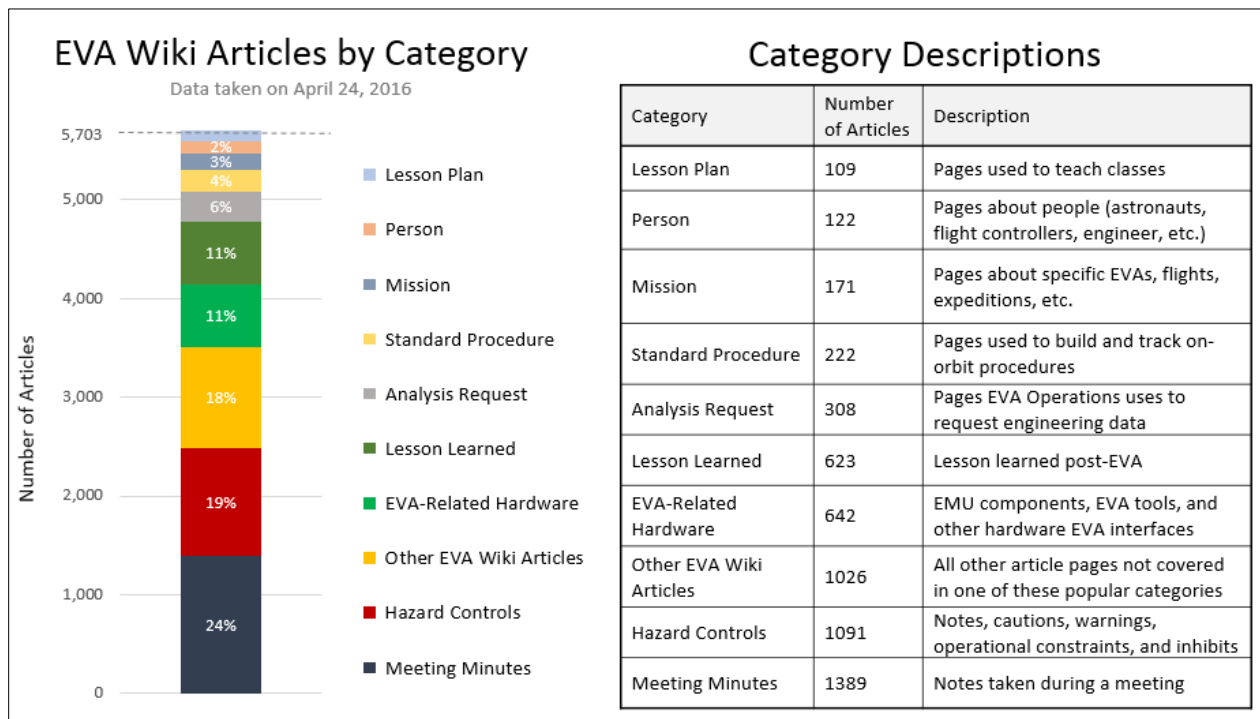 EVA Wiki Articles by Category
Data taken on April 24, 2016
Number of Articles
5,703
5,000
4,000
3,000
2,000
1,000
0
2%
3%
4%
6%
11%
11%
18%
19%
24%
Lesson Plan
Person
Mission
Standard Procedure
Analysis Request
Lesson Learned
EVA-Related Hardware
Other EVA Wiki Articles
Hazard Controls
Meeting Minutes
Category Descriptions
Category
Number
of Articles
Description
Lesson Plan
109
Pages used to teach classes
Person
122
Pages about people (astronauts,
flight controllers, engineer, etc.)
Mission
171
Pages about specific EVAs, flights,
expeditions, etc.
Standard Procedure
222
Pages used to build and track on-
orbit procedures
Analysis Request
308
Pages EVA Operations uses to
request engineering data
Lesson Learned
623
Lesson learned post-EVA
EVA-Related
Hardware
642
EMU components, EVA tools, and
other hardware EVA interfaces
Other EVA Wiki
Articles
1026
All other article pages not covered
in one of these popular categories
Hazard Controls
1091
Notes, cautions, warnings,
operational constraints, and inhibits
Meeting Minutes
1389
Notes taken during a meeting